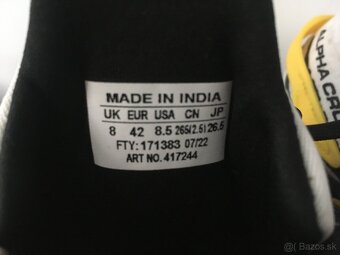 MADE IN INDIA
UK EUR USA CN JP
8 42 8.5 265(2.5) 26.5
FTY: 171383 07/22
ART NO. 417244
ALPHA CRO
Bazos.sk